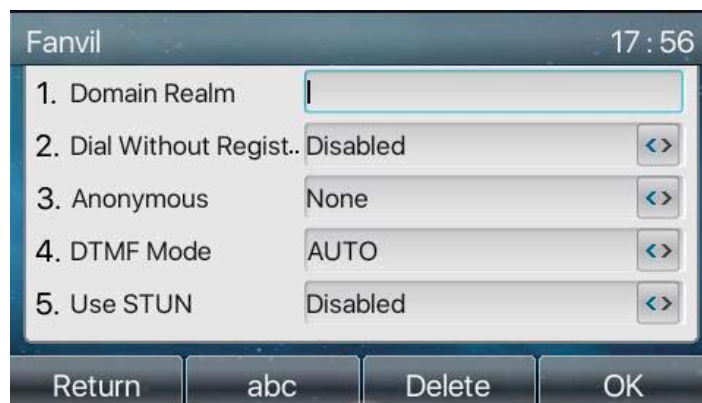 Fanvil 17 : 56
1. Domain Realm
2. Dial Without Regist.. Disabled
3. Anonymous None
4. DTMF Mode AUTO
5. Use STUN Disabled
Return abc Delete OK